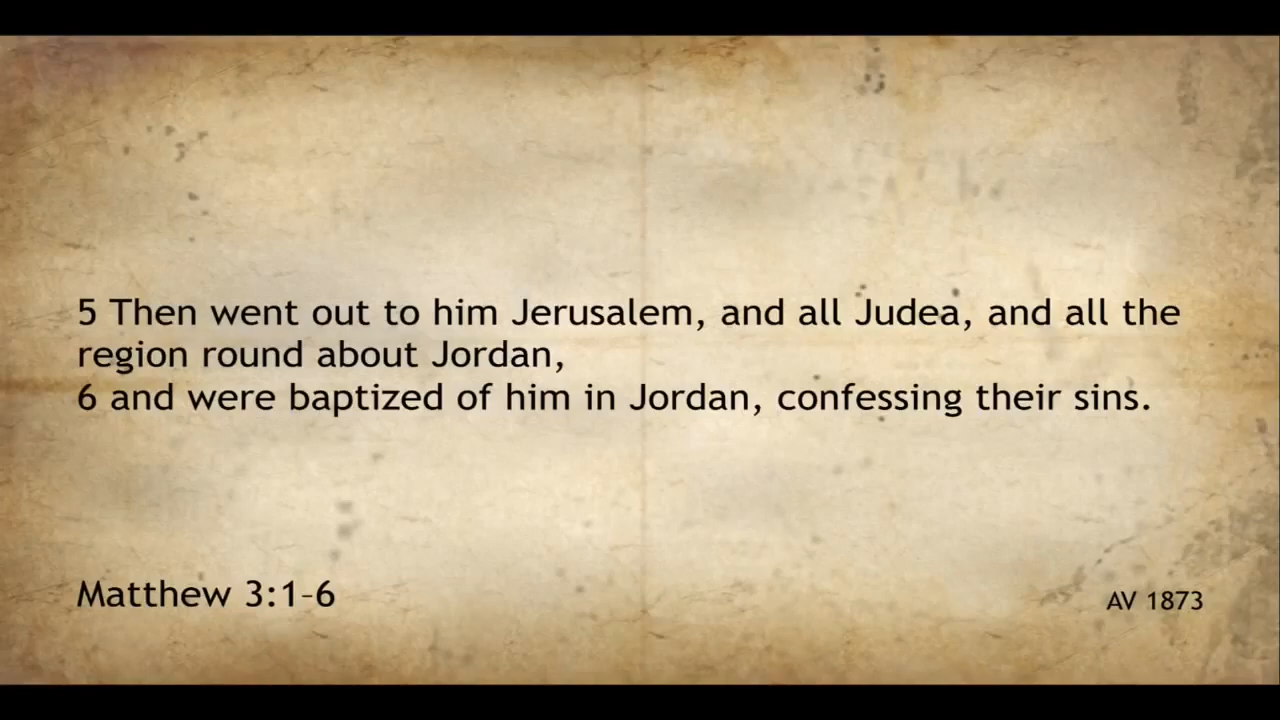 5 Then went out to him Jerusalem, and all Judea, and all the
region round about Jordan,
6 and were baptized of him in Jordan, confessing their sins.
Matthew 3:1–6
AV 1873